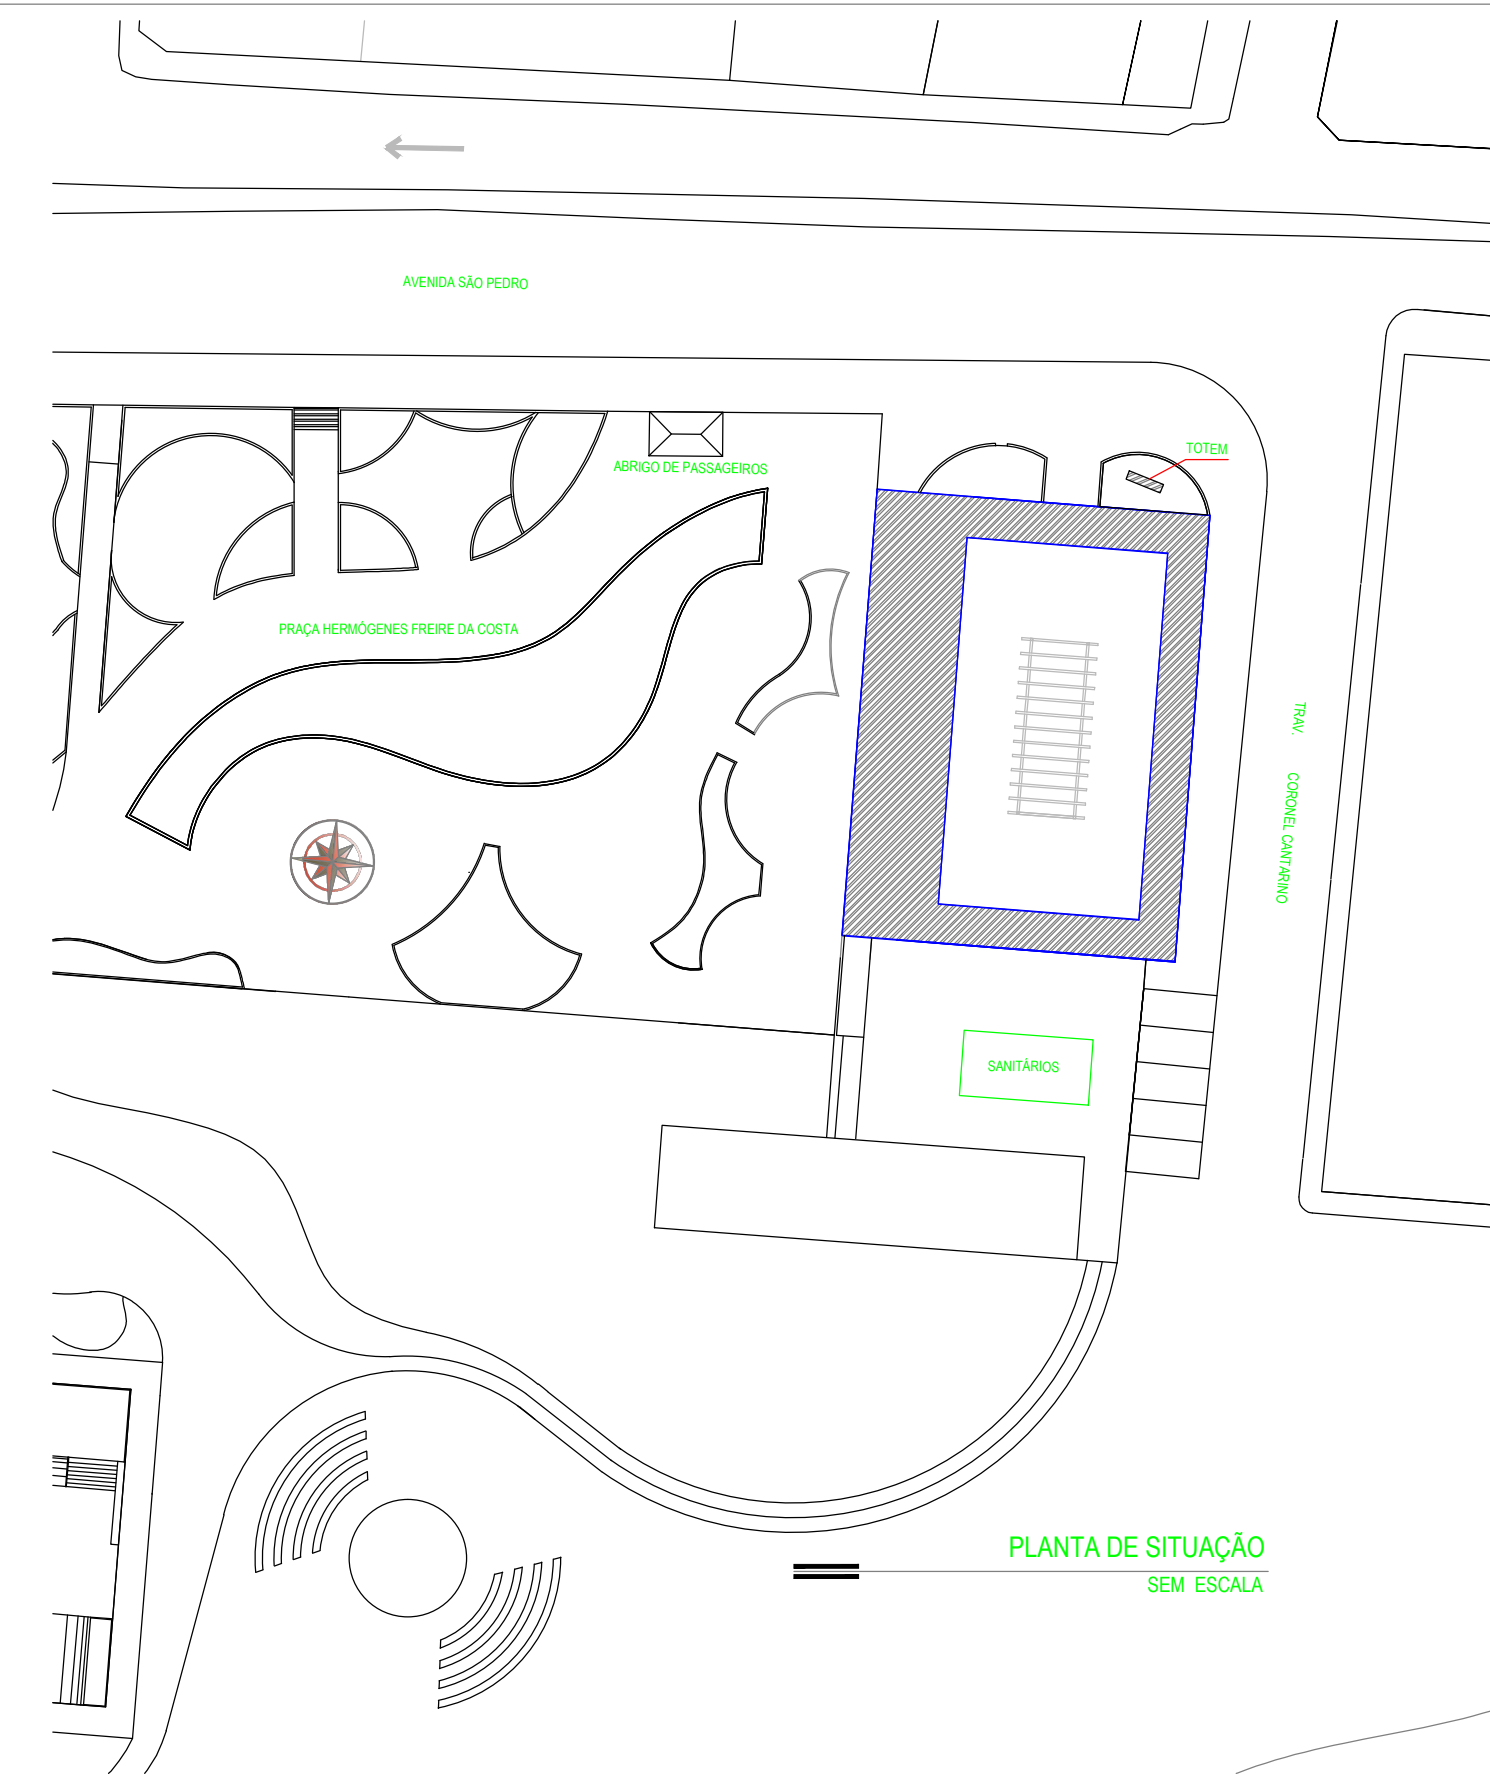 AVENIDA SÃO PEDRO
TOTEM
ABRIGO DE PASSAGEIROS
PRAÇA HERMÓGENES FREIRE DA COSTA
TRAV. CORONEL CANTARINO
SANITÁRIOS
PLANTA DE SITUAÇÃO
SEM ESCALA